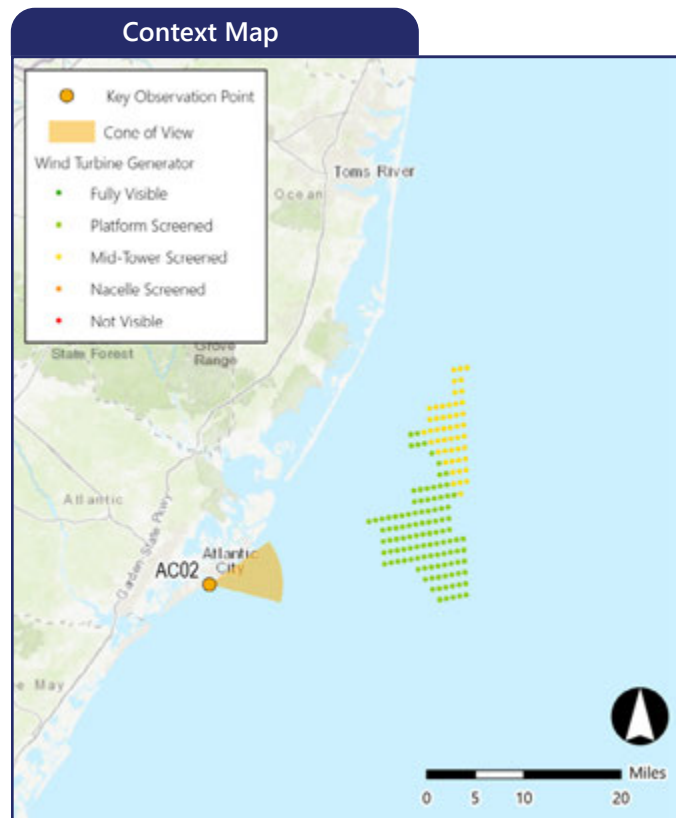 Context Map
Key Observation Point
Cone of View
Wind Turbine Generator
Fully Visible
Platform Screened
Mid-Tower Screened
Nacelle Screened
Not Visible
Toms River
Ocean
State Forest
Grove
Range
Atlantic
Garden State Pkwy
Atlantic
City
AC02
May
Miles
0 5 10 20